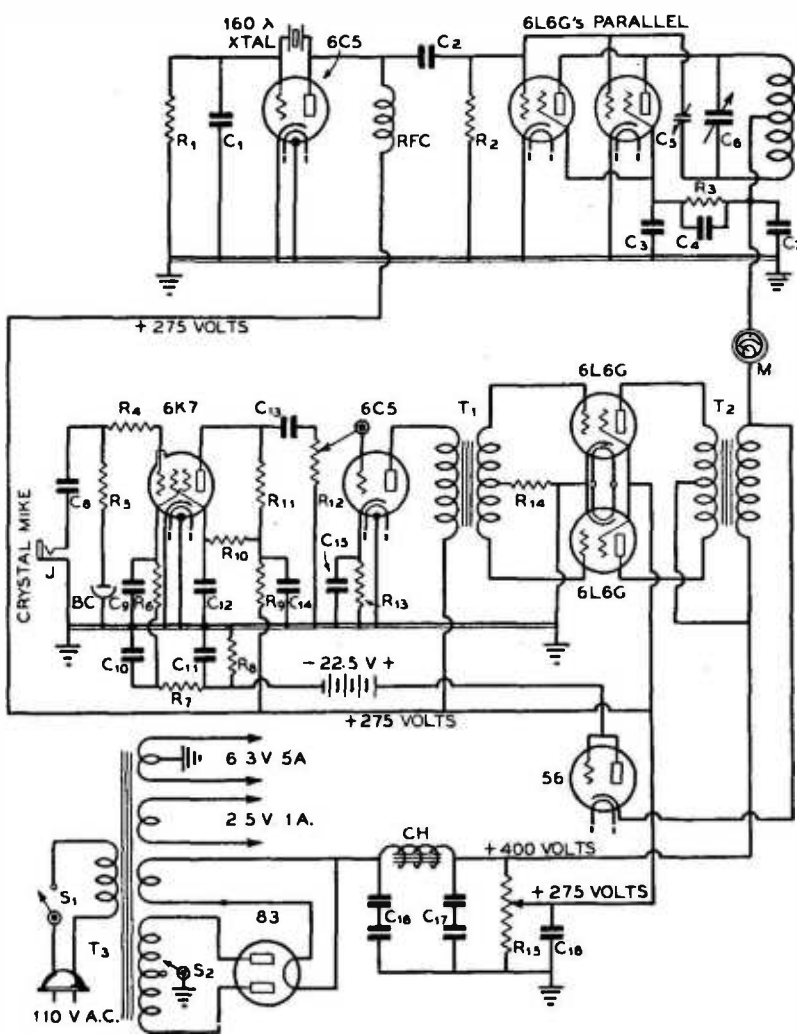 160 λ
XTAL
6C5
C2
6L6G's PARALLEL
R1
C1
RFC
R2
C5
C6
R3
C3
C4
+ 275 VOLTS
M
6L6G
R4
6K7
C13
6C5
T1
T2
C8
R5
R11
R12
R14
CRYSTAL MIKE
J
BC
C9
R6
R10
C12
R9
C14
C15
R13
6L6G
C10
C11
R8
R7
- 22.5 V +
+275 VOLTS
6 3V 5A
56
2 5V 1A.
CH
+400 VOLTS
S1
83
C16
C17
+ 275 VOLTS
R15
C18
T3
S2
110 V A.C.